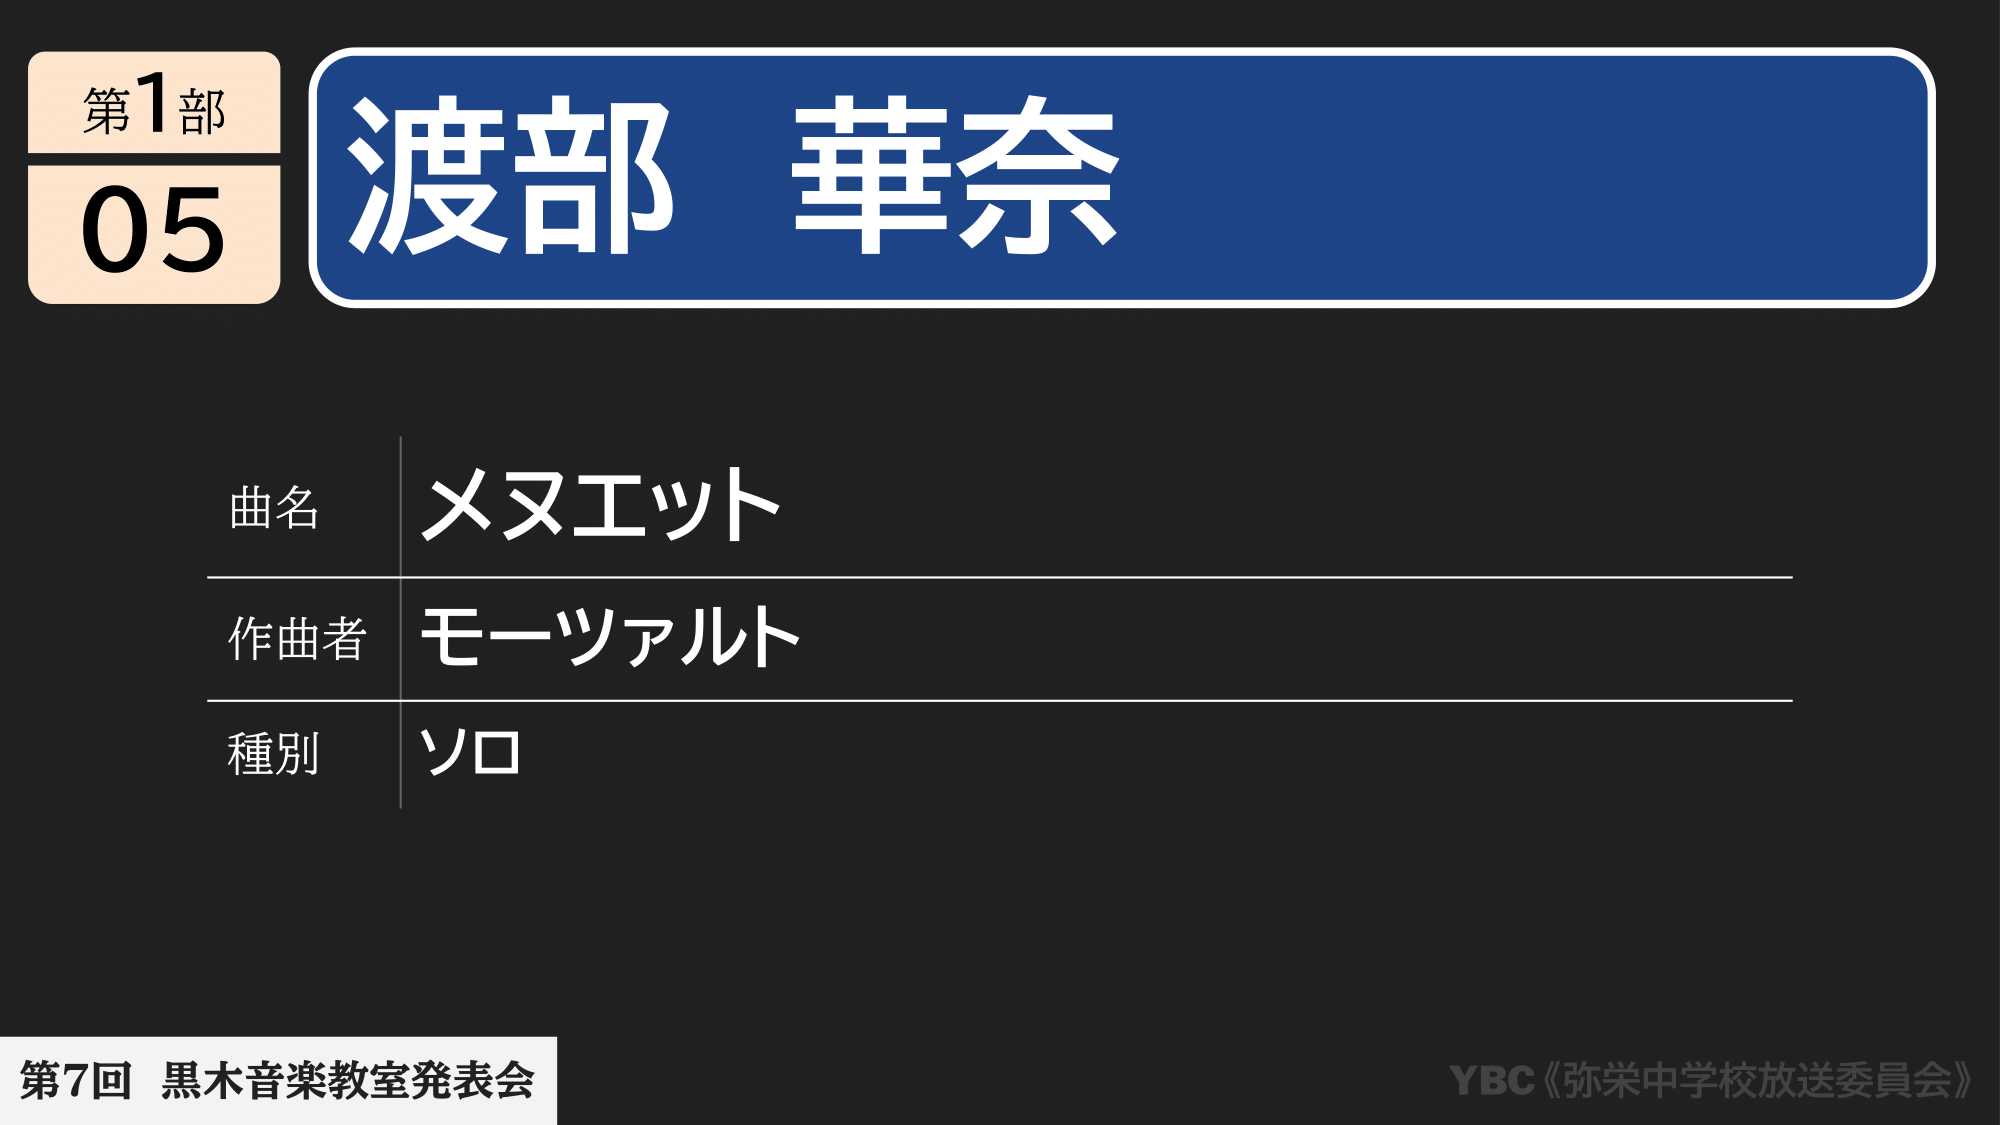 第1部
05
渡部　華奈
曲名 メヌエット
作曲者 モーツァルト
種別 ソロ
第7回　黒木音楽教室発表会
YBC《弥栄中学校放送委員会》